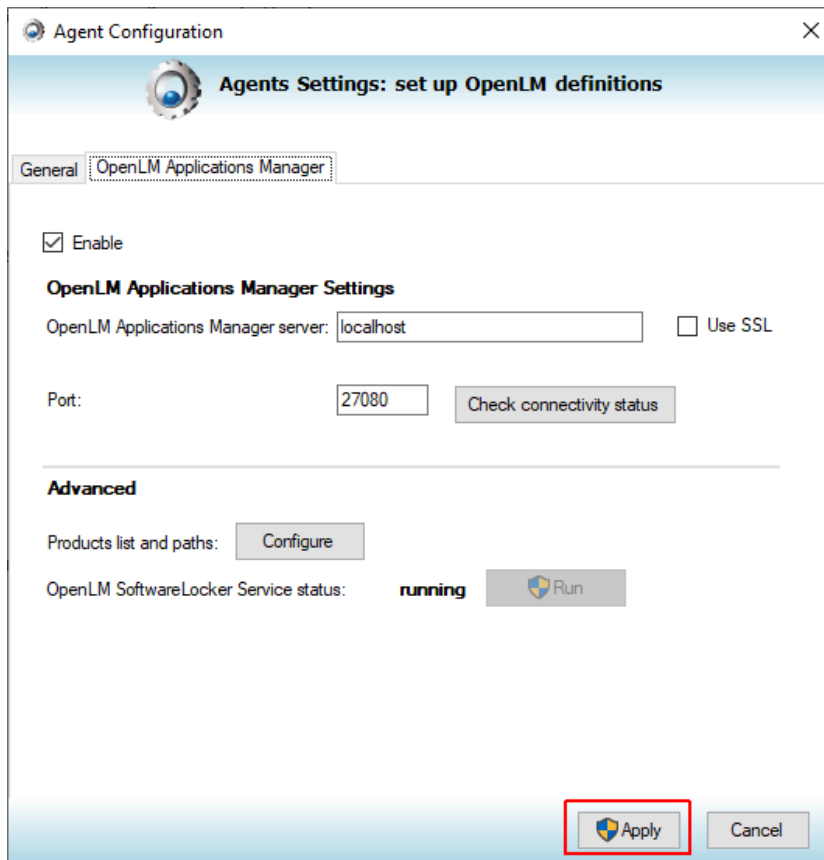 Agent Configuration
Agents Settings: set up OpenLM definitions
General OpenLM Applications Manager
Enable
OpenLM Applications Manager Settings
OpenLM Applications Manager server: localhost Use SSL
Port: 27080 Check connectivity status
Advanced
Products list and paths: Configure
OpenLM SoftwareLocker Service status: running Run
Apply Cancel